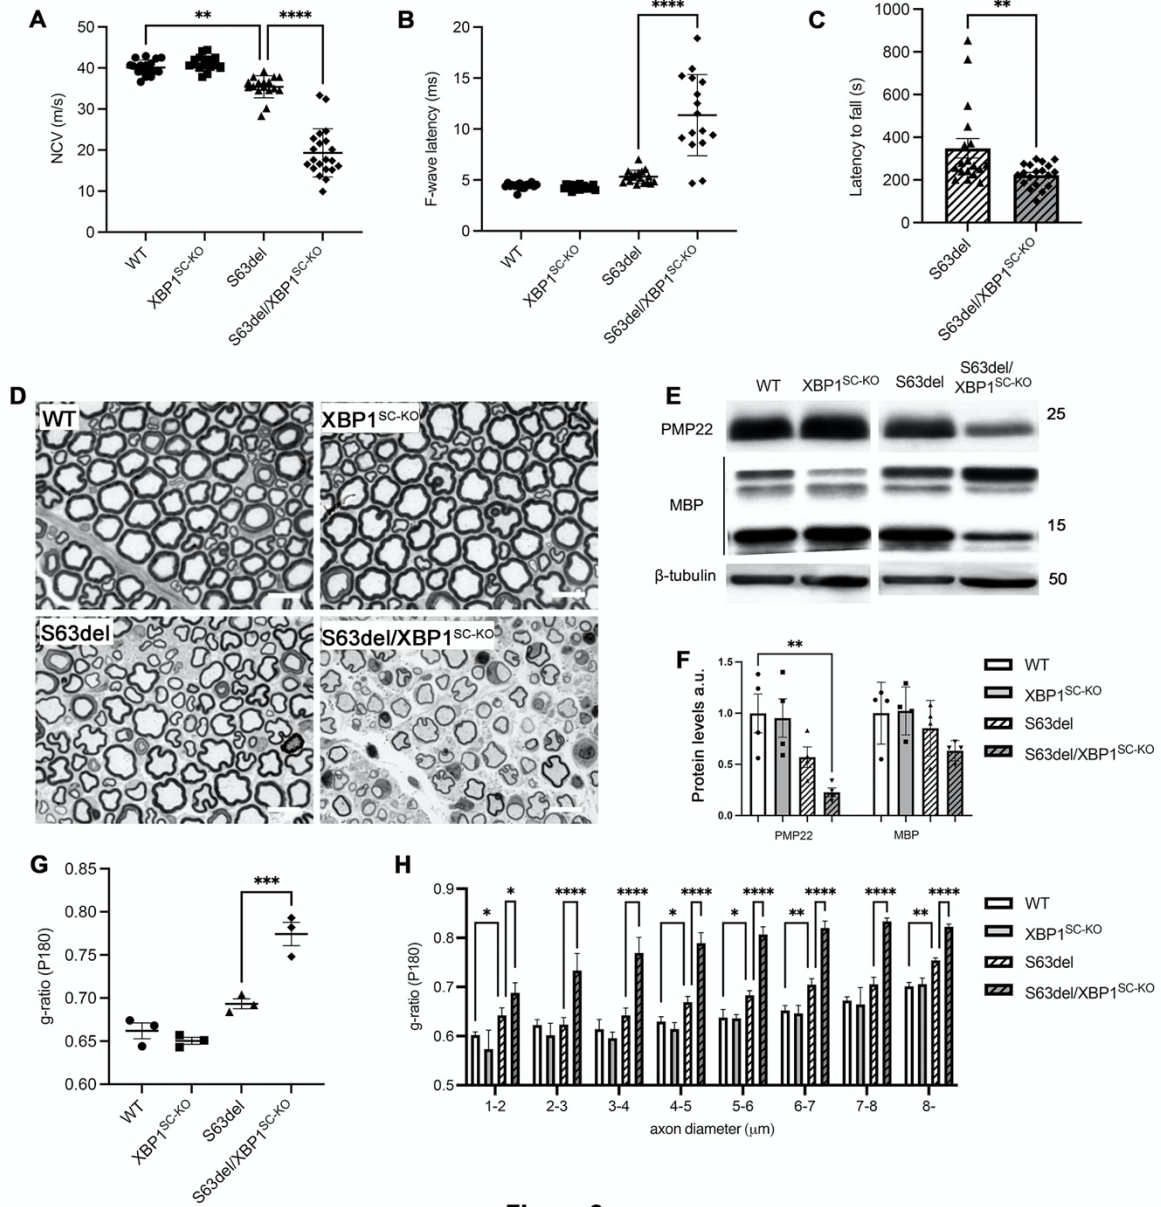 A
**
****
NCV (m/s)
50
40
30
20
10
0
WT
XBP1SC-KO
S63del
S63del/XBP1SC-KO
B
****
F-wave latency (ms)
20
15
10
5
0
WT
XBP1SC-KO
S63del
S63del/XBP1SC-KO
C
**
Latency to fall (s)
1000
800
600
400
200
0
S63del
S63del/XBP1SC-KO
D
WT
XBP1SC-KO
S63del
S63del/XBP1SC-KO
E
WT
XBP1SC-KO
S63del
S63del/
XBP1SC-KO
PMP22
25
MBP
15
β-tubulin
50
F
**
Protein levels a.u.
1.5
1.0
0.5
0.0
PMP22
MBP
WT
XBP1SC-KO
S63del
S63del/XBP1SC-KO
G
***
g-ratio (P180)
0.85
0.80
0.75
0.70
0.65
0.60
WT
XBP1SC-KO
S63del
S63del/XBP1SC-KO
H
* * **** **** * **** * **** ** **** **** ** ****
g-ratio (P180)
0.9
0.8
0.7
0.6
0.5
1-2 2-3 3-4 4-5 5-6 6-7 7-8 8-
axon diameter (μm)
WT
XBP1SC-KO
S63del
S63del/XBP1SC-KO